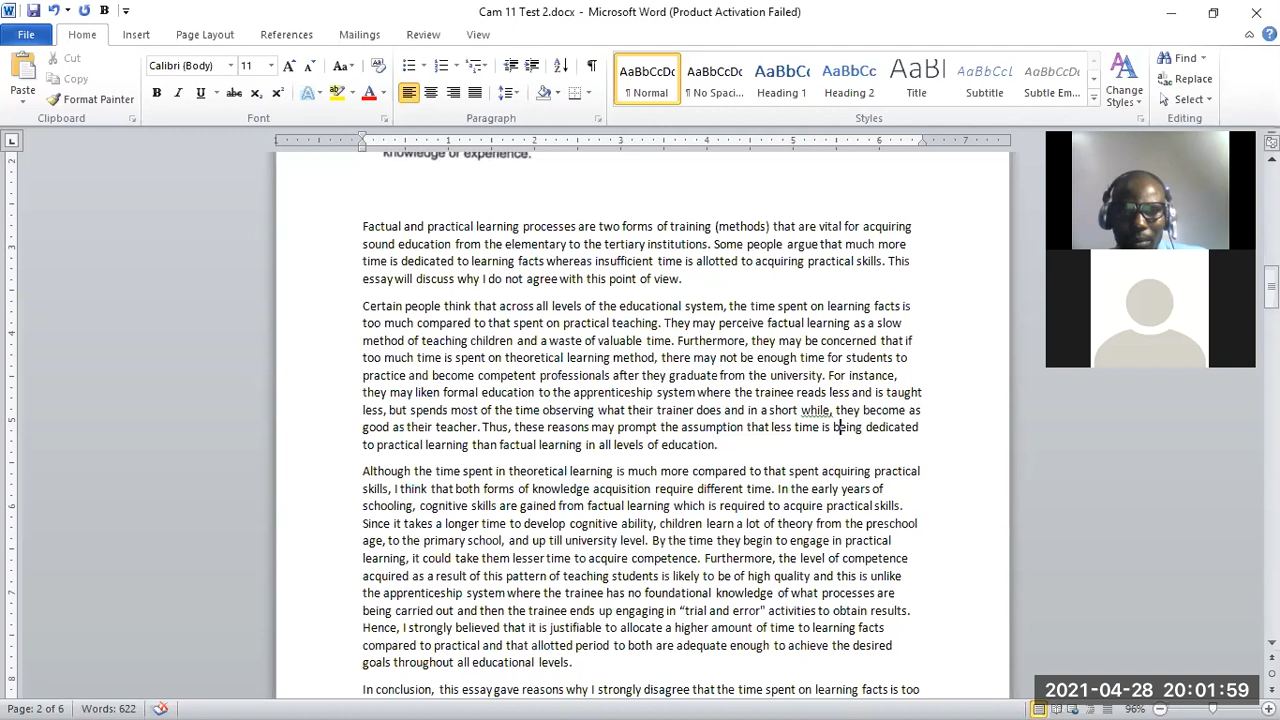 Cam 11 Test 2.docx - Microsoft Word (Product Activation Failed)
File Home Insert Page Layout References Mailings Review View
Paste
Cut
Copy
Format Painter
Clipboard
Calibri (Body) 11
Font
Paragraph
AaBbCcDc AaBbCcDc AaBbCc AaBbCc AaBl AaBbCcL AaBbCcDc
¶ Normal ¶ No Spaci... Heading 1 Heading 2 Title Subtitle Subtle Em...
Change Styles
Styles
Find
Replace
Select
Editing
knowledge or experience.
Factual and practical learning processes are two forms of training (methods) that are vital for acquiring
sound education from the elementary to the tertiary institutions. Some people argue that much more
time is dedicated to learning facts whereas insufficient time is allotted to acquiring practical skills. This
essay will discuss why I do not agree with this point of view.
Certain people think that across all levels of the educational system, the time spent on learning facts is
too much compared to that spent on practical teaching. They may perceive factual learning as a slow
method of teaching children and a waste of valuable time. Furthermore, they may be concerned that if
too much time is spent on theoretical learning method, there may not be enough time for students to
practice and become competent professionals after they graduate from the university. For instance,
they may liken formal education to the apprenticeship system where the trainee reads less and is taught
less, but spends most of the time observing what their trainer does and in a short while, they become as
good as their teacher. Thus, these reasons may prompt the assumption that less time is being dedicated
to practical learning than factual learning in all levels of education.
Although the time spent in theoretical learning is much more compared to that spent acquiring practical
skills, I think that both forms of knowledge acquisition require different time. In the early years of
schooling, cognitive skills are gained from factual learning which is required to acquire practical skills.
Since it takes a longer time to develop cognitive ability, children learn a lot of theory from the preschool
age, to the primary school, and up till university level. By the time they begin to engage in practical
learning, it could take them lesser time to acquire competence. Furthermore, the level of competence
acquired as a result of this pattern of teaching students is likely to be of high quality and this is unlike
the apprenticeship system where the trainee has no foundational knowledge of what processes are
being carried out and then the trainee ends up engaging in “trial and error” activities to obtain results.
Hence, I strongly believed that it is justifiable to allocate a higher amount of time to learning facts
compared to practical and that allotted period to both are adequate enough to achieve the desired
goals throughout all educational levels.
In conclusion, this essay gave reasons why I strongly disagree that the time spent on learning facts is too
Page: 2 of 6 Words: 622 96%
2021-04-28 20:01:59